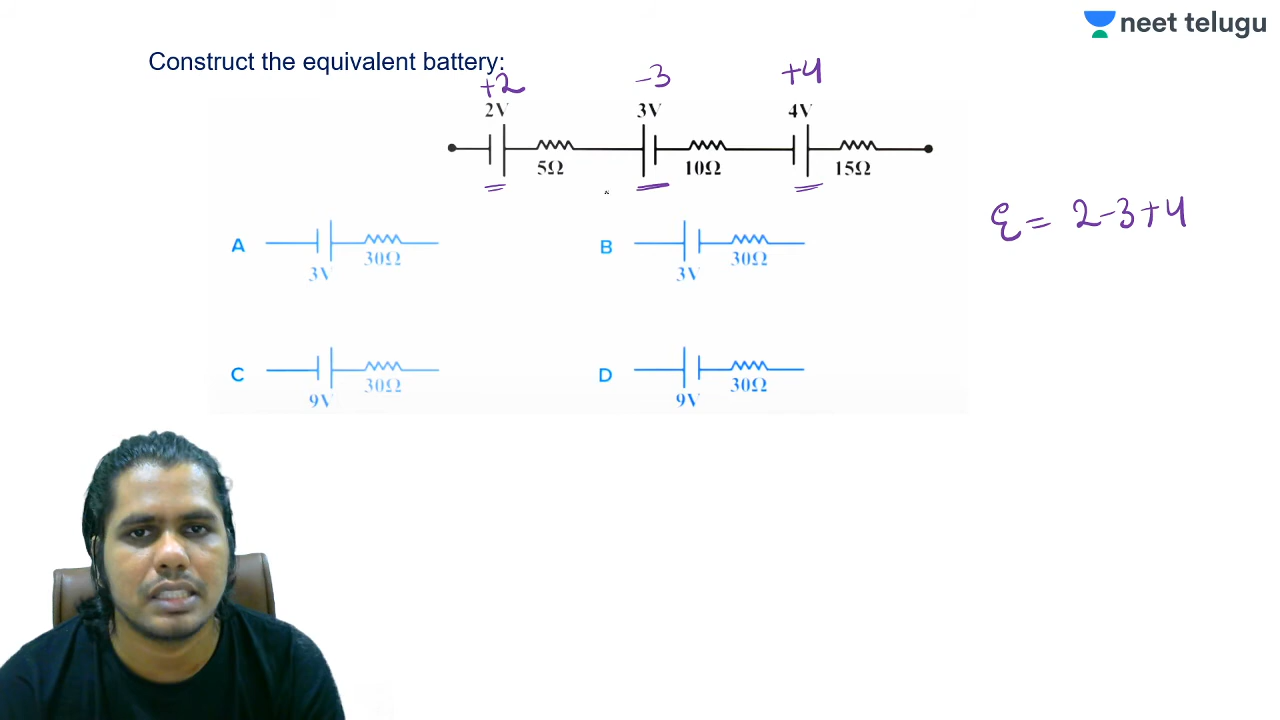 neet telugu
Construct the equivalent battery:
+2 -3 +4
2V 3V 4V
5Ω 10Ω 15Ω
ε = 2-3+4
A 3V 30Ω
B 3V 30Ω
C 9V 30Ω
D 9V 30Ω